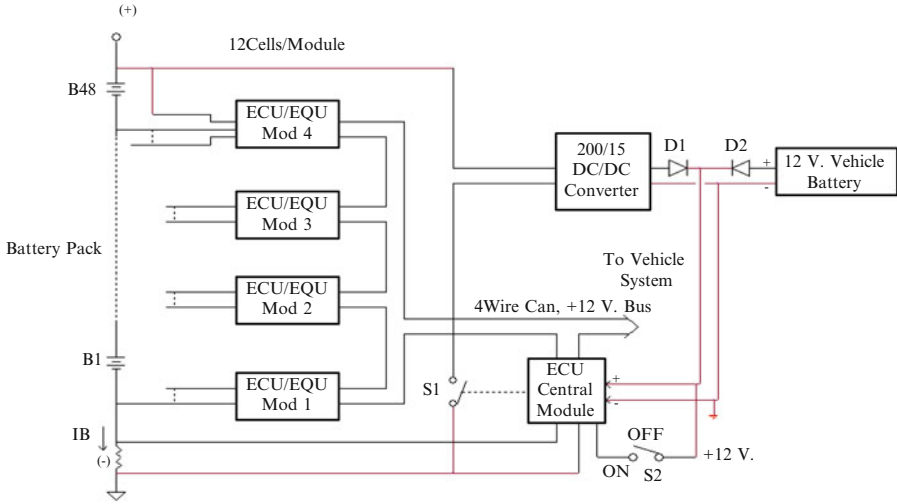 (+)
12Cells/Module
B48
ECU/EQU
Mod 4
200/15
DC/DC
Converter
D1
D2
+
-
12 V. Vehicle
Battery
ECU/EQU
Mod 3
Battery Pack
To Vehicle
System
ECU/EQU
Mod 2
4Wire Can, +12 V. Bus
B1
ECU/EQU
Mod 1
S1
ECU
Central
Module
+
-
IB
(-)
OFF
ON
S2
+12 V.